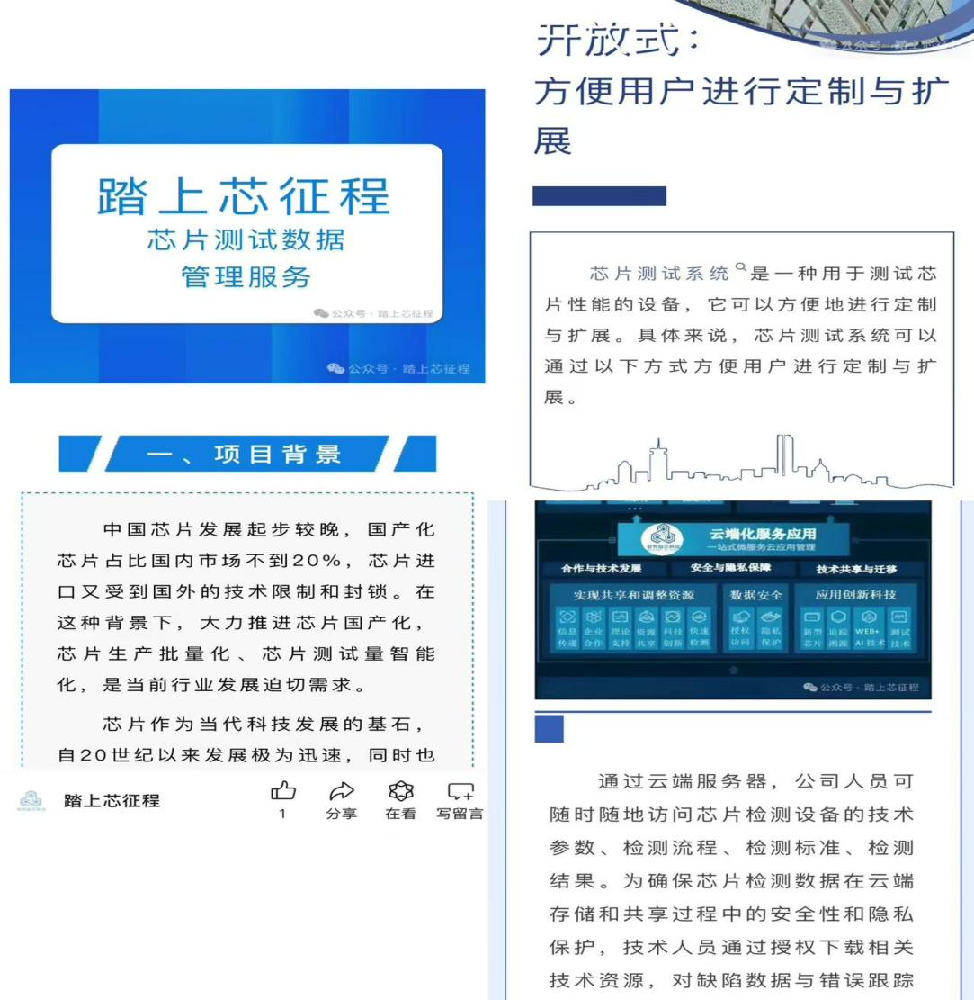 踏上芯征程
芯片测试数据
管理服务
公众号·踏上芯征程
公众号·踏上芯征程
一、项目背景
中国芯片发展起步较晚，国产化
芯片占比国内市场不到20%，芯片进
口又受到国外的技术限制和封锁。在
这种背景下，大力推进芯片国产化，
芯片生产批量化、芯片测试量智能
化，是当前行业发展迫切需求。
芯片作为当代科技发展的基石，
自20世纪以来发展极为迅速，同时也
踏上芯征程
1
分享
在看
写留言
公众号·踏上芯征程
开放式：
方便用户进行定制与扩
展
芯片测试系统是一种用于测试芯
片性能的设备，它可以方便地进行定制
与扩展。具体来说，芯片测试系统可以
通过以下方式方便用户进行定制与扩
展。
云端化服务应用
一站式微服务云应用管理
合作与技术发展 安全与隐私保障 技术共享与迁移
实现共享和调整资源 数据安全 应用创新科技
信息 企业 理论 资源 科技 快速 授权 隐私 新型 追踪 WEB+ 测试
传递 合作 支持 共享 创新 检测 访问 保护 芯片 溯源 AI技术 技术
公众号·踏上芯征程
通过云端服务器，公司人员可
随时随地访问芯片检测设备的技术
参数、检测流程、检测标准、检测
结果。为确保芯片检测数据在云端
存储和共享过程中的安全性和隐私
保护，技术人员通过授权下载相关
技术资源，对缺陷数据与错误跟踪